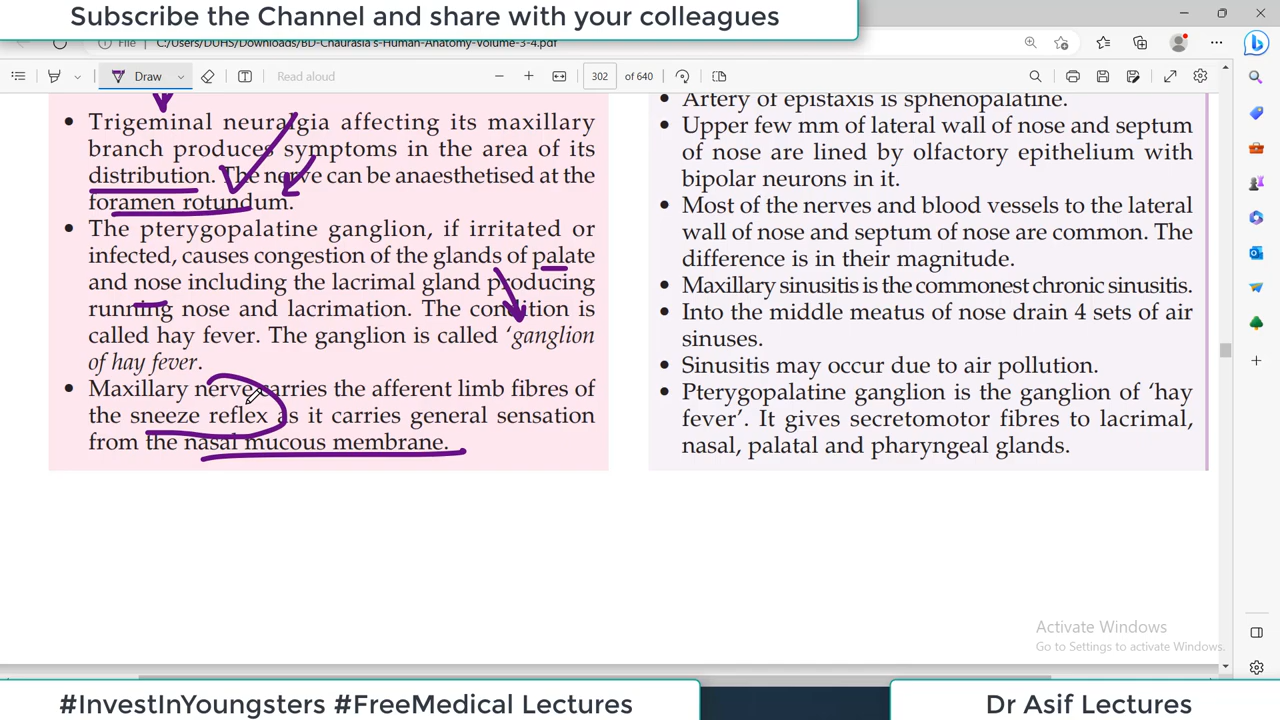 Subscribe the Channel and share with your colleagues
File
C:/Users/DUHS/Downloads/BD-Chaurasia's-Human-Anatomy-Volume-3-4.pdf
Draw
Read aloud
302 of 640
Trigeminal neuralgia affecting its maxillary
branch produces symptoms in the area of its
distribution. The nerve can be anaesthetised at the
foramen rotundum.
The pterygopalatine ganglion, if irritated or
infected, causes congestion of the glands of palate
and nose including the lacrimal gland producing
running nose and lacrimation. The condition is
called hay fever. The ganglion is called ‘ganglion
of hay fever.
Maxillary nerve carries the afferent limb fibres of
the sneeze reflex as it carries general sensation
from the nasal mucous membrane.
Artery of epistaxis is sphenopalatine.
Upper few mm of lateral wall of nose and septum
of nose are lined by olfactory epithelium with
bipolar neurons in it.
Most of the nerves and blood vessels to the lateral
wall of nose and septum of nose are common. The
difference is in their magnitude.
Maxillary sinusitis is the commonest chronic sinusitis.
Into the middle meatus of nose drain 4 sets of air
sinuses.
Sinusitis may occur due to air pollution.
Pterygopalatine ganglion is the ganglion of ‘hay
fever’. It gives secretomotor fibres to lacrimal,
nasal, palatal and pharyngeal glands.
Activate Windows
Go to Settings to activate Windows.
#InvestInYoungsters #FreeMedical Lectures
Dr Asif Lectures